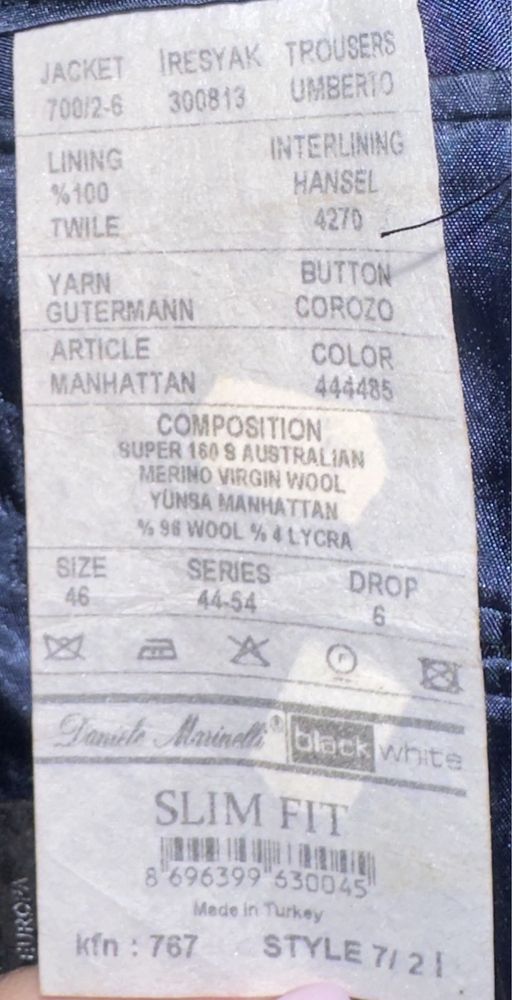 JACKET IRESYAK TROUSERS
700/2-6 300813 UMBERTO
LINING INTERLINING
%100 HANSEL
TWILE 4270
YARN BUTTON
GUTERMANN COROZO
ARTICLE COLOR
MANHATTAN 444485
COMPOSITION
SUPER 160 S AUSTRALIAN
MERINO VIRGIN WOOL
YÜNSA MANHATTAN
% 96 WOOL % 4 LYCRA
SIZE SERIES DROP
46 44-54 6
Daniele Marinelli® black white
SLIM FIT
8 696399 630045
Made in Turkey
kfn : 767 STYLE 7/ 2 I
EUROPA